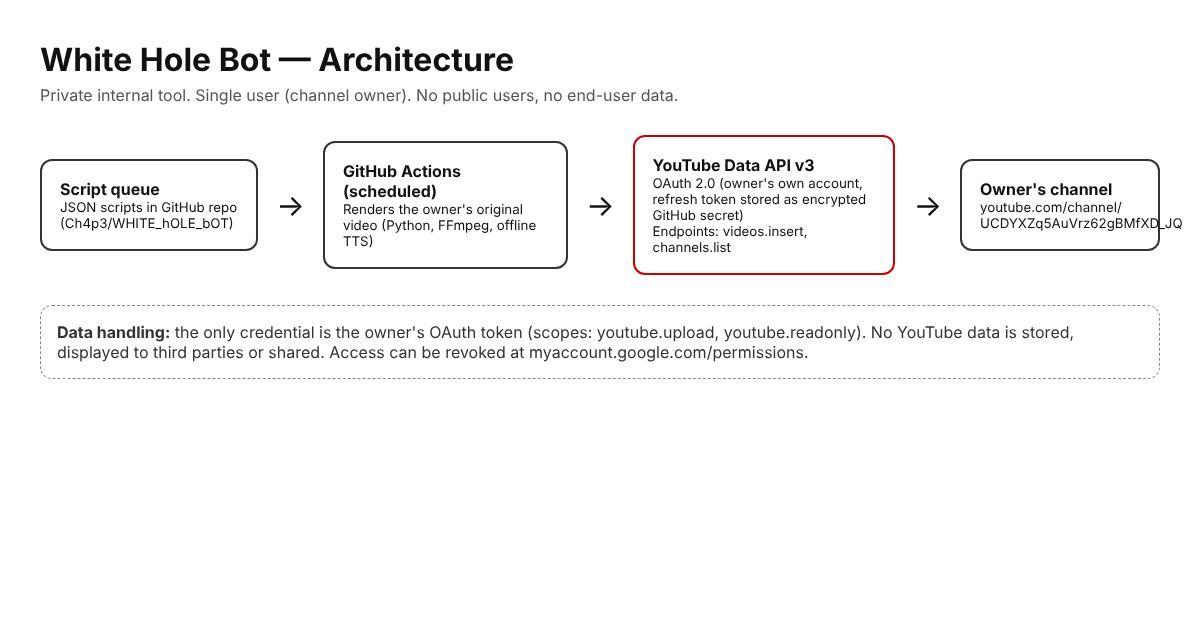 White Hole Bot — Architecture
Private internal tool. Single user (channel owner). No public users, no end-user data.
Script queue
JSON scripts in GitHub repo
(Ch4p3/WHITE_hOLE_bOT)
→
GitHub Actions
(scheduled)
Renders the owner's original
video (Python, FFmpeg, offline
TTS)
→
YouTube Data API v3
OAuth 2.0 (owner's own account,
refresh token stored as encrypted
GitHub secret)
Endpoints: videos.insert,
channels.list
→
Owner's channel
youtube.com/channel/
UCDYXZq5AuVrz62gBMfXD_JQ
Data handling: the only credential is the owner's OAuth token (scopes: youtube.upload, youtube.readonly). No YouTube data is stored,
displayed to third parties or shared. Access can be revoked at myaccount.google.com/permissions.